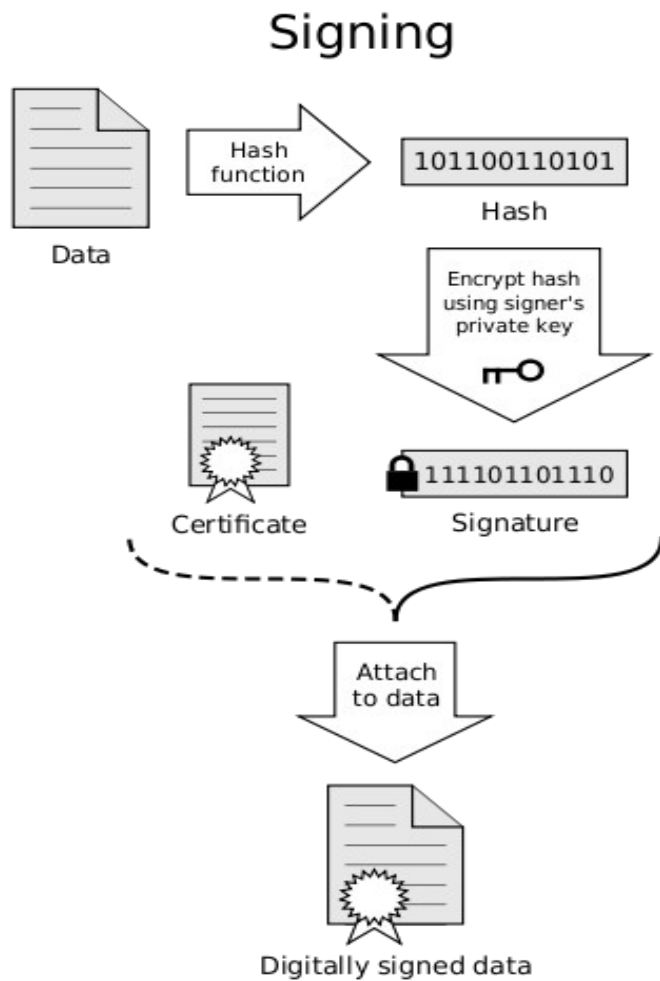 Signing
Hash
function
101100110101
Hash
Data
Encrypt hash
using signer's
private key
111101101110
Certificate
Signature
Attach
to data
Digitally signed data